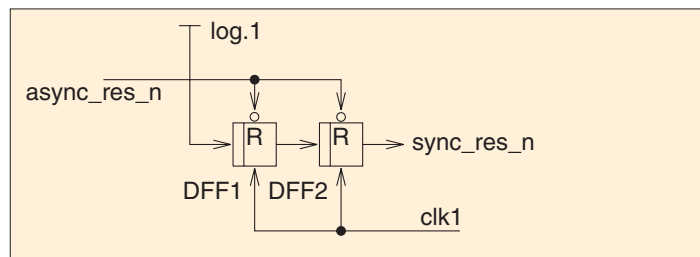 log.1
async_res_n
R
R
sync_res_n
DFF1
DFF2
clk1